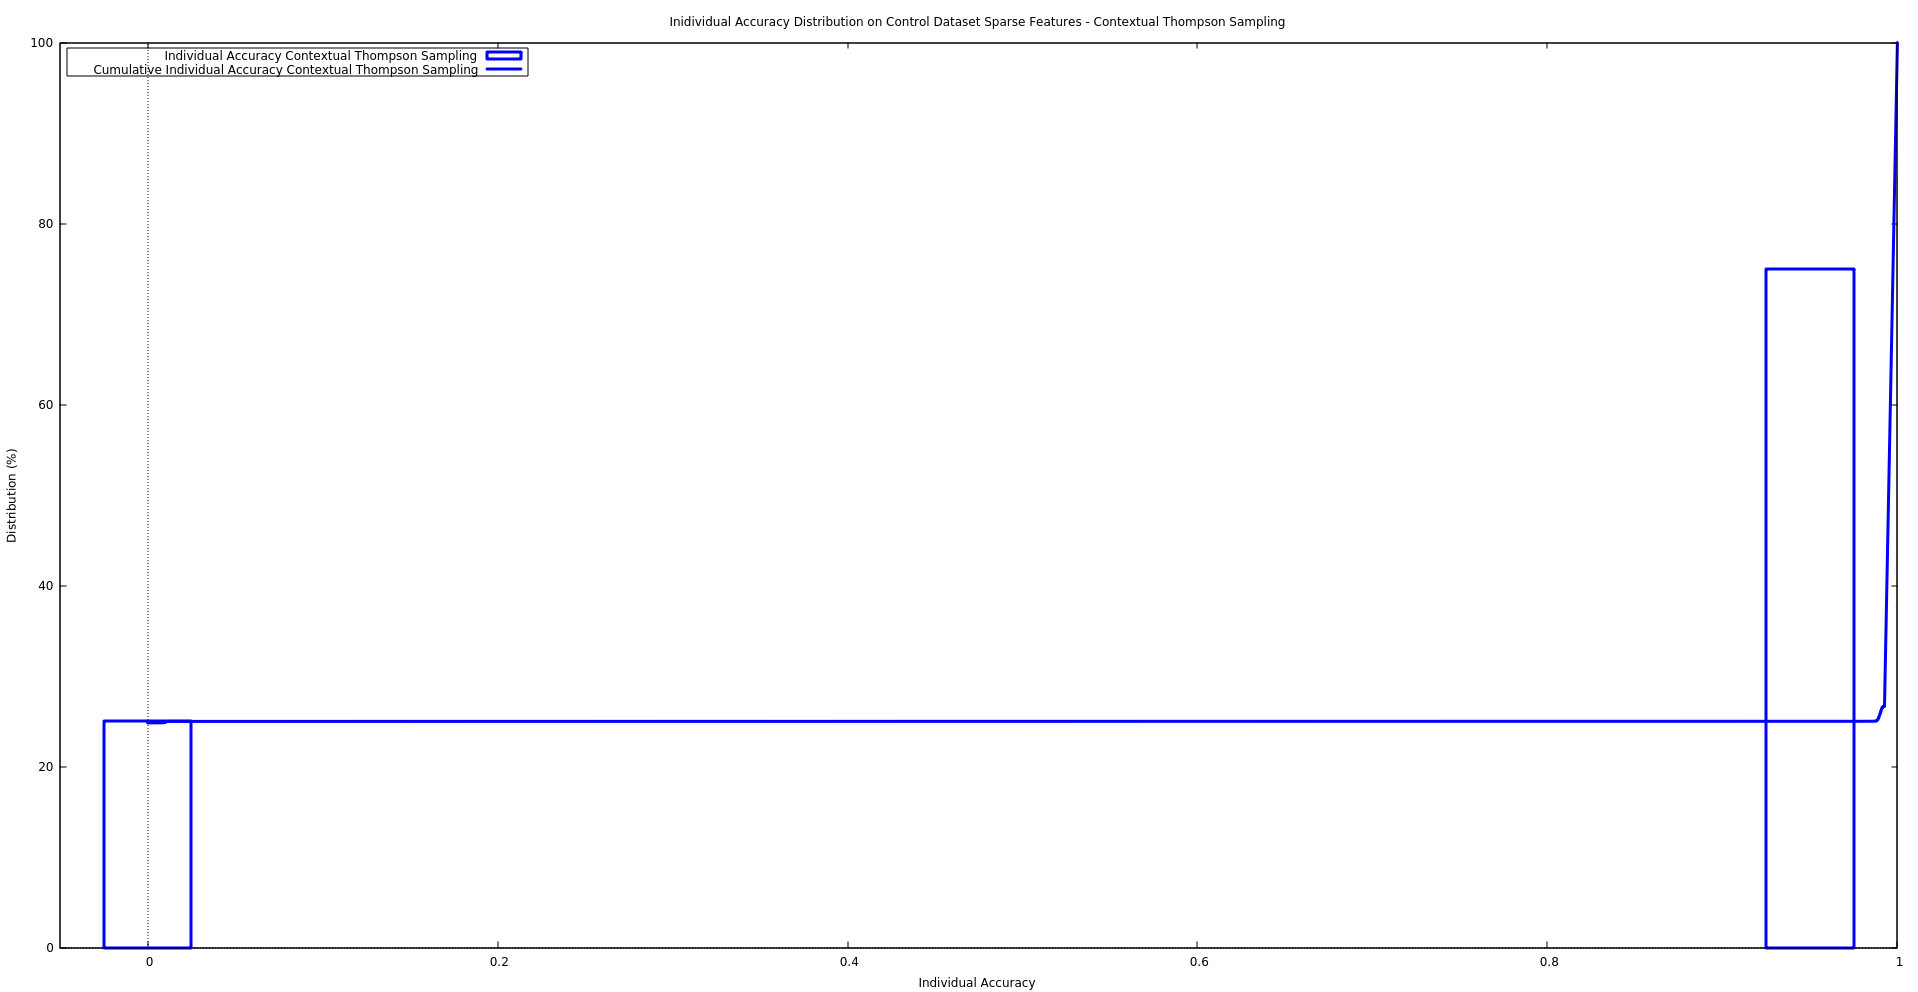 Inidividual Accuracy Distribution on Control Dataset Sparse Features - Contextual Thompson Sampling
100
Individual Accuracy Contextual Thompson Sampling
Cumulative Individual Accuracy Contextual Thompson Sampling
80
60
Distribution (%)
40
20
0
0 0.2 0.4 0.6 0.8 1
Individual Accuracy